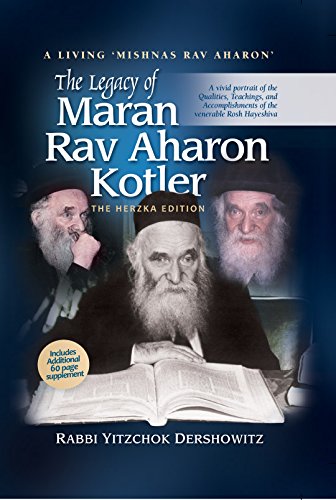 A LIVING ‘MISHNAS RAV AHARON’
The Legacy of
Maran
Rav Aharon
Kotler
THE HERZKA EDITION
A vivid portrait of the
Qualities, Teachings, and
Accomplishments of the
venerable Rosh Hayeshiva
Includes
Additional
60 page
supplement
RABBI YITZCHOK DERSHOWITZ